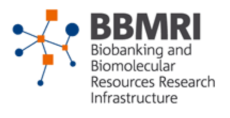 BBMRI
Biobanking and
Biomolecular
Resources Research
Infrastructure